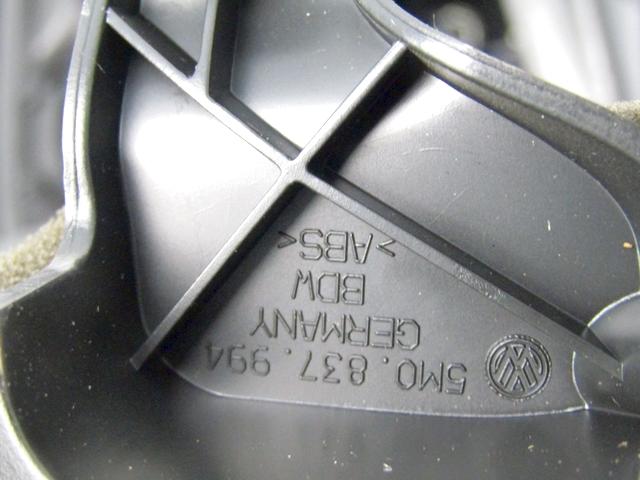 5M0.837.994
GERMANY
BDW
>ABS<